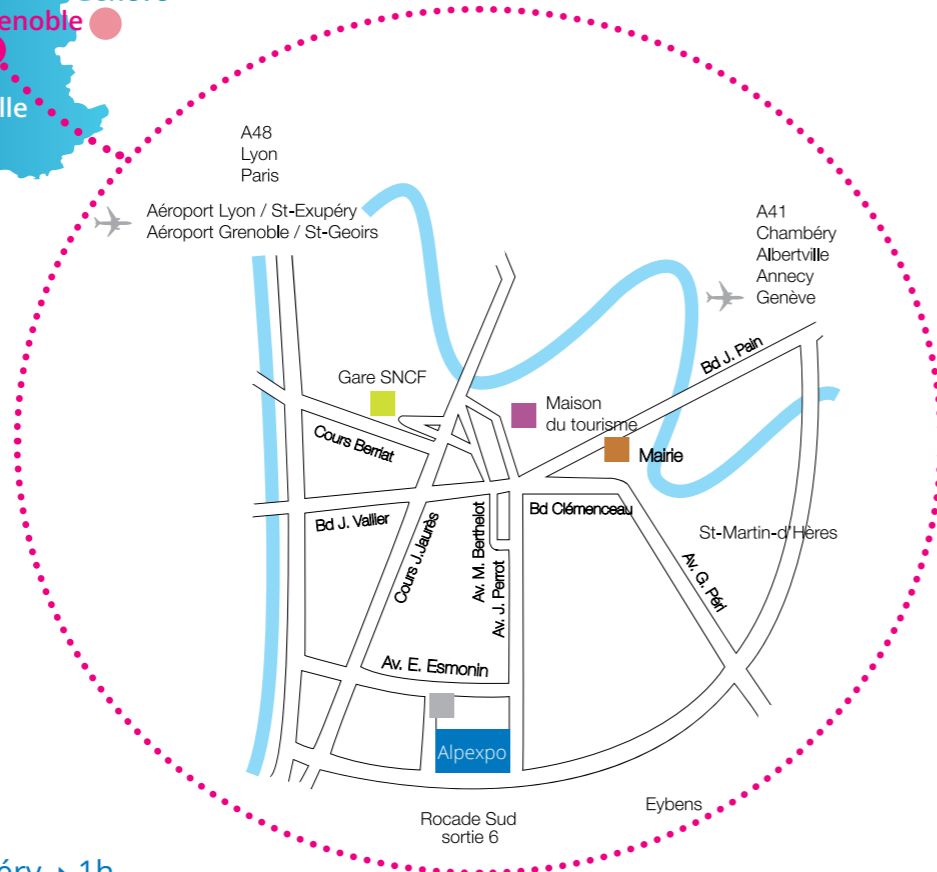 enoble
lle
A48
Lyon
Paris
Aéroport Lyon / St-Exupéry
Aéroport Grenoble / St-Geoirs
A41
Chambéry
Albertville
Annecy
Genève
Bd J. Pain
Gare SNCF
Maison
du tourisme
Mairie
Cours Berriat
Bd J. Vallier
Cours J.Jaurès
Av. M. Berthelot
Av. J. Perrot
Bd Clémenceau
St-Martin-d'Hères
Av. G. Péri
Av. E. Esmonin
Alpexpo
Rocade Sud
sortie 6
Eybens
éry ▸ 1h